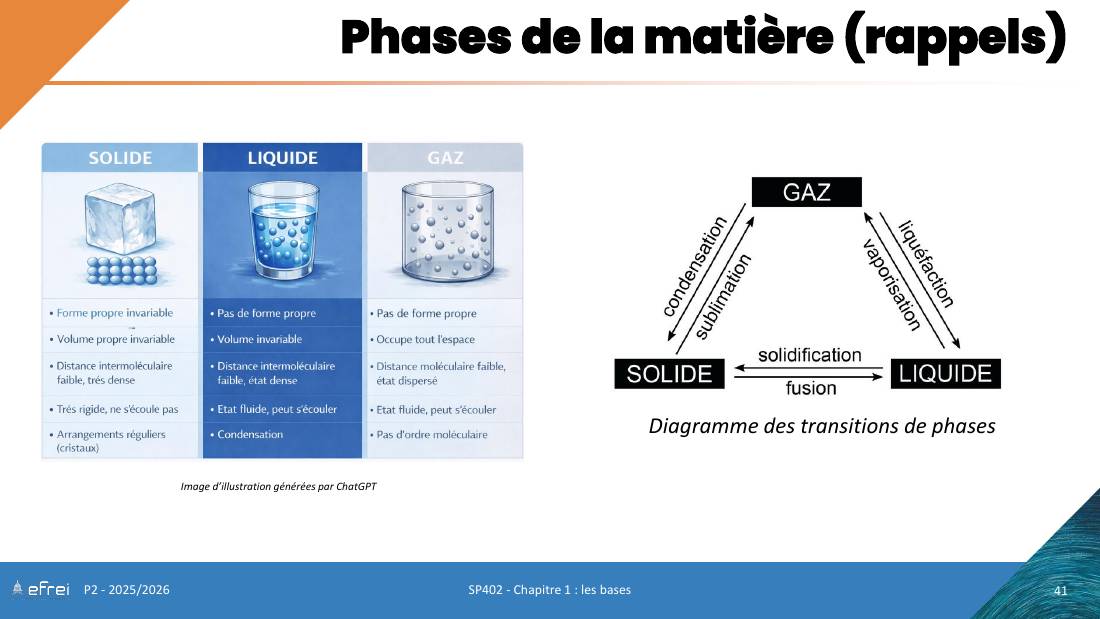 Phases de la matière (rappels)
SOLIDE
• Forme propre invariable
• Volume propre invariable
• Distance intermoléculaire
faible, trés dense
• Trés rigide, ne s'écoule pas
• Arrangements réguliers
(cristaux)
LIQUIDE
• Pas de forme propre
• Volume invariable
• Distance intermoléculaire
faible, état dense
• Etat fluide, peut s'écouler
• Condensation
GAZ
• Pas de forme propre
• Occupe tout l'espace
• Distance moléculaire faible,
état dispersé
• Etat fluide, peut s'écouler
• Pas d'ordre moléculaire
Image d'illustration générées par ChatGPT
GAZ
condensation
sublimation
vaporisation
liquéfaction
SOLIDE
solidification
fusion
LIQUIDE
Diagramme des transitions de phases
efrei
P2 - 2025/2026
SP402 - Chapitre 1 : les bases
41